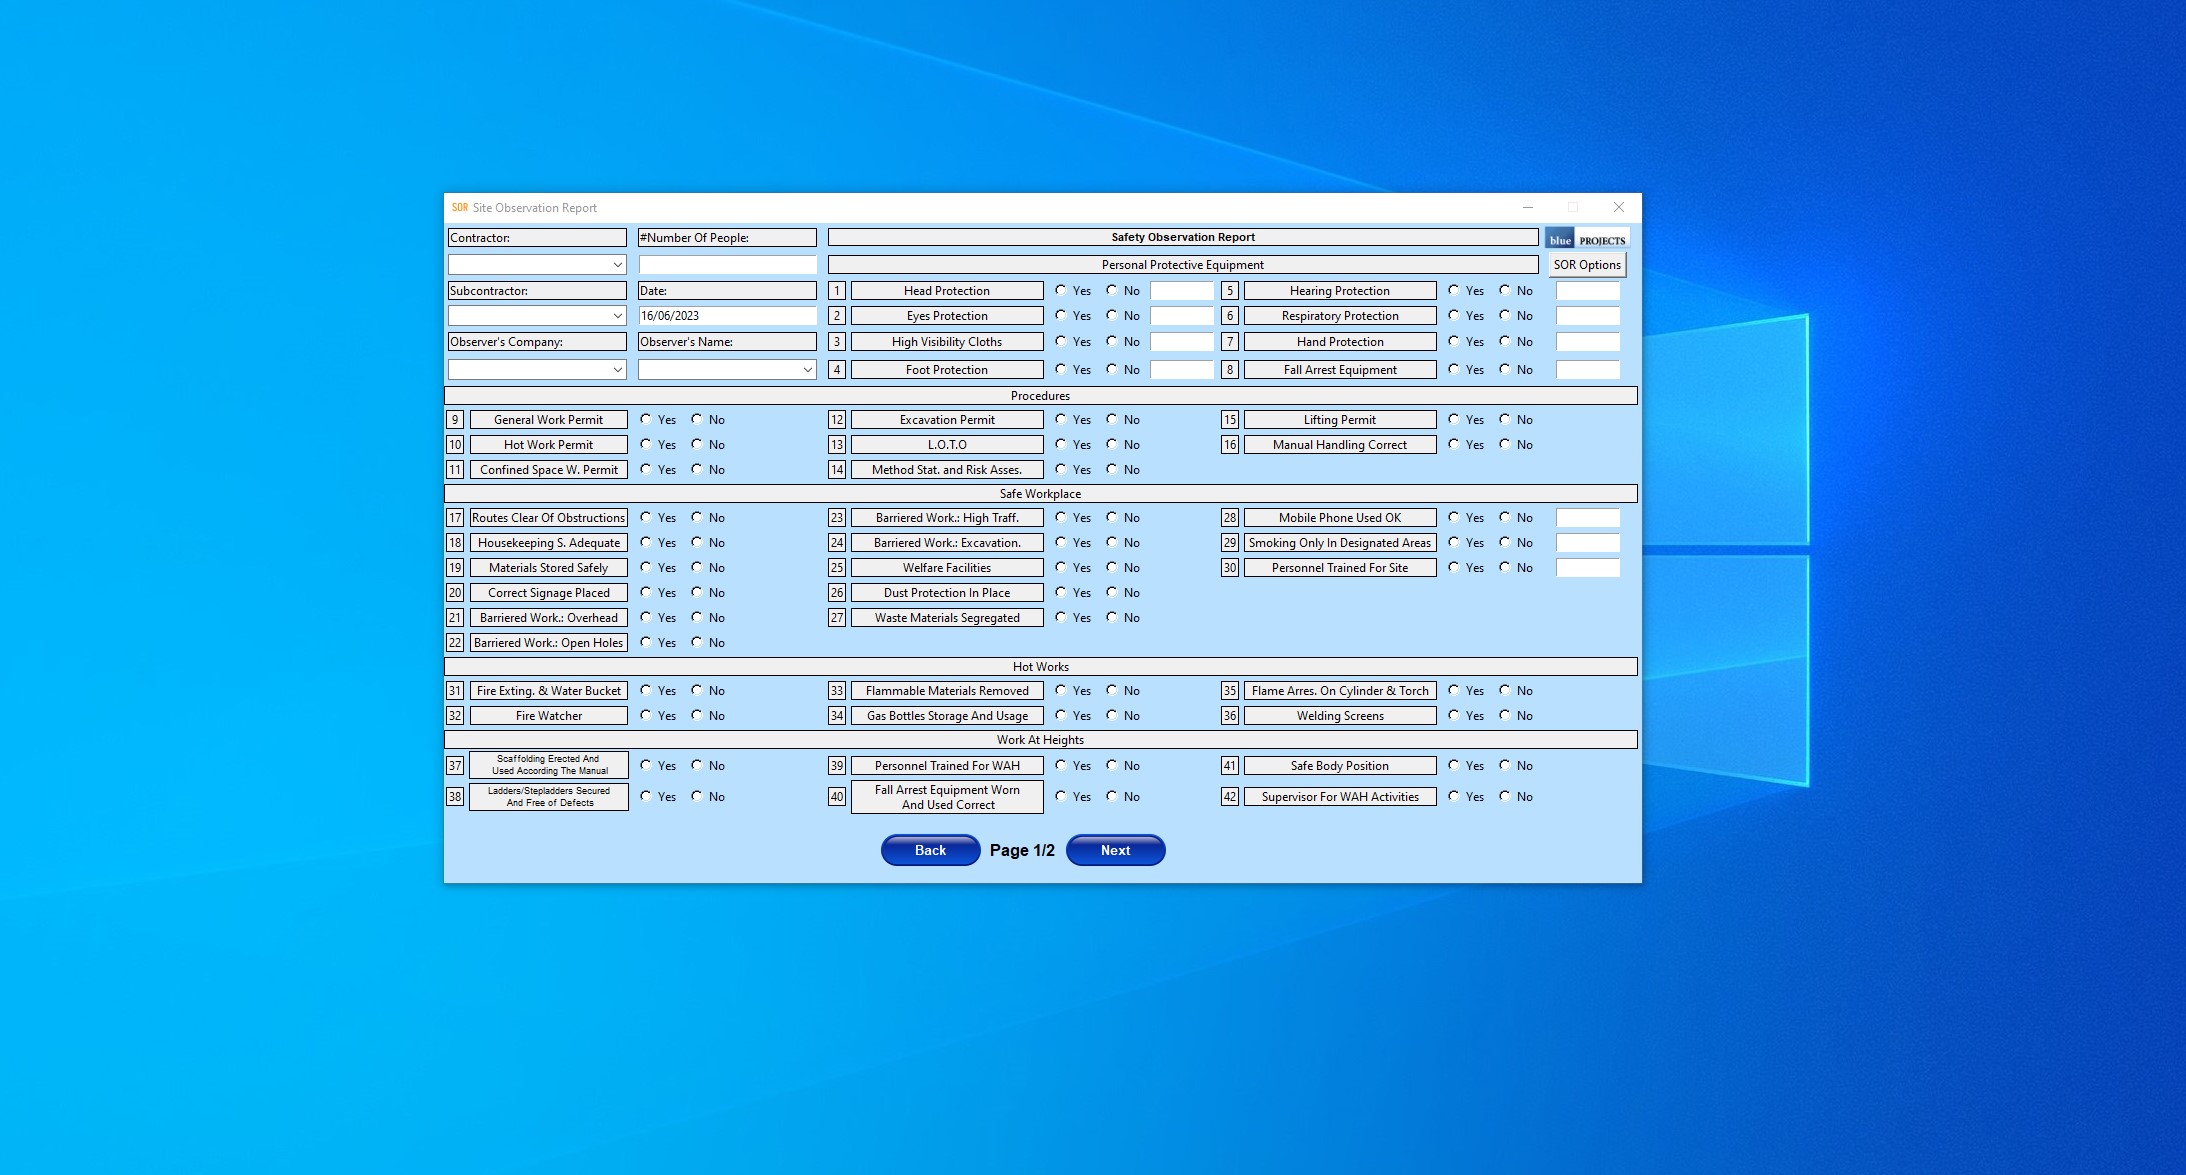 SOR Site Observation Report
Contractor: #Number Of People: Safety Observation Report blue PROJECTS
Personal Protective Equipment SOR Options
Subcontractor: Date: 1 Head Protection Yes No 5 Hearing Protection Yes No
16/06/2023 2 Eyes Protection Yes No 6 Respiratory Protection Yes No
Observer's Company: Observer's Name: 3 High Visibility Cloths Yes No 7 Hand Protection Yes No
4 Foot Protection Yes No 8 Fall Arrest Equipment Yes No
Procedures
9 General Work Permit Yes No 12 Excavation Permit Yes No 15 Lifting Permit Yes No
10 Hot Work Permit Yes No 13 L.O.T.O Yes No 16 Manual Handling Correct Yes No
11 Confined Space W. Permit Yes No 14 Method Stat. and Risk Asses. Yes No
Safe Workplace
17 Routes Clear Of Obstructions Yes No 23 Barriered Work.: High Traff. Yes No 28 Mobile Phone Used OK Yes No
18 Housekeeping S. Adequate Yes No 24 Barriered Work.: Excavation. Yes No 29 Smoking Only In Designated Areas Yes No
19 Materials Stored Safely Yes No 25 Welfare Facilities Yes No 30 Personnel Trained For Site Yes No
20 Correct Signage Placed Yes No 26 Dust Protection In Place Yes No
21 Barriered Work.: Overhead Yes No 27 Waste Materials Segregated Yes No
22 Barriered Work.: Open Holes Yes No
Hot Works
31 Fire Exting. & Water Bucket Yes No 33 Flammable Materials Removed Yes No 35 Flame Arres. On Cylinder & Torch Yes No
32 Fire Watcher Yes No 34 Gas Bottles Storage And Usage Yes No 36 Welding Screens Yes No
Work At Heights
37 Scaffolding Erected And
Used According The Manual Yes No 39 Personnel Trained For WAH Yes No 41 Safe Body Position Yes No
38 Ladders/Stepladders Secured
And Free of Defects Yes No 40 Fall Arrest Equipment Worn
And Used Correct Yes No 42 Supervisor For WAH Activities Yes No
Back Page 1/2 Next